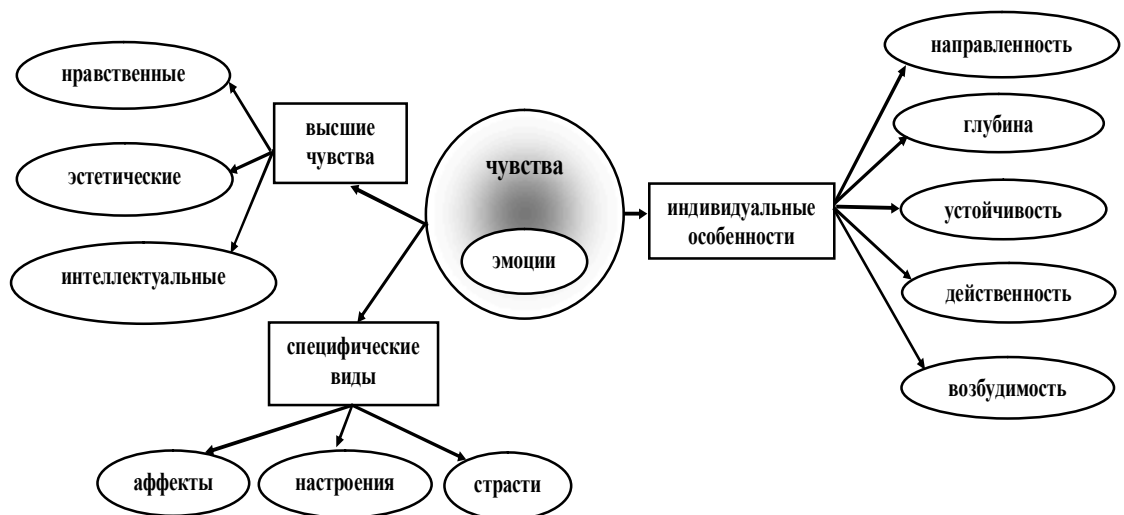 нравственные
эстетические
интеллектуальные
высшие
чувства
чувства
эмоции
специфические
виды
аффекты
настроения
страсти
индивидуальные
особенности
направленность
глубина
устойчивость
действенность
возбудимость